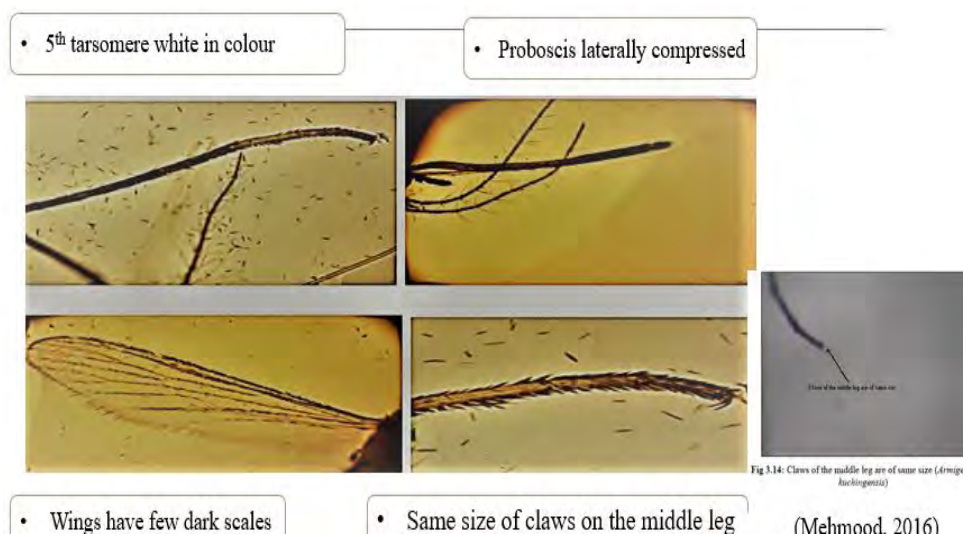 • 5th tarsomere white in colour
• Proboscis laterally compressed
Fig 3.14: Claws of the middle leg are of same size (Armige
kuchingensis)
• Wings have few dark scales
• Same size of claws on the middle leg
(Mehmood, 2016)